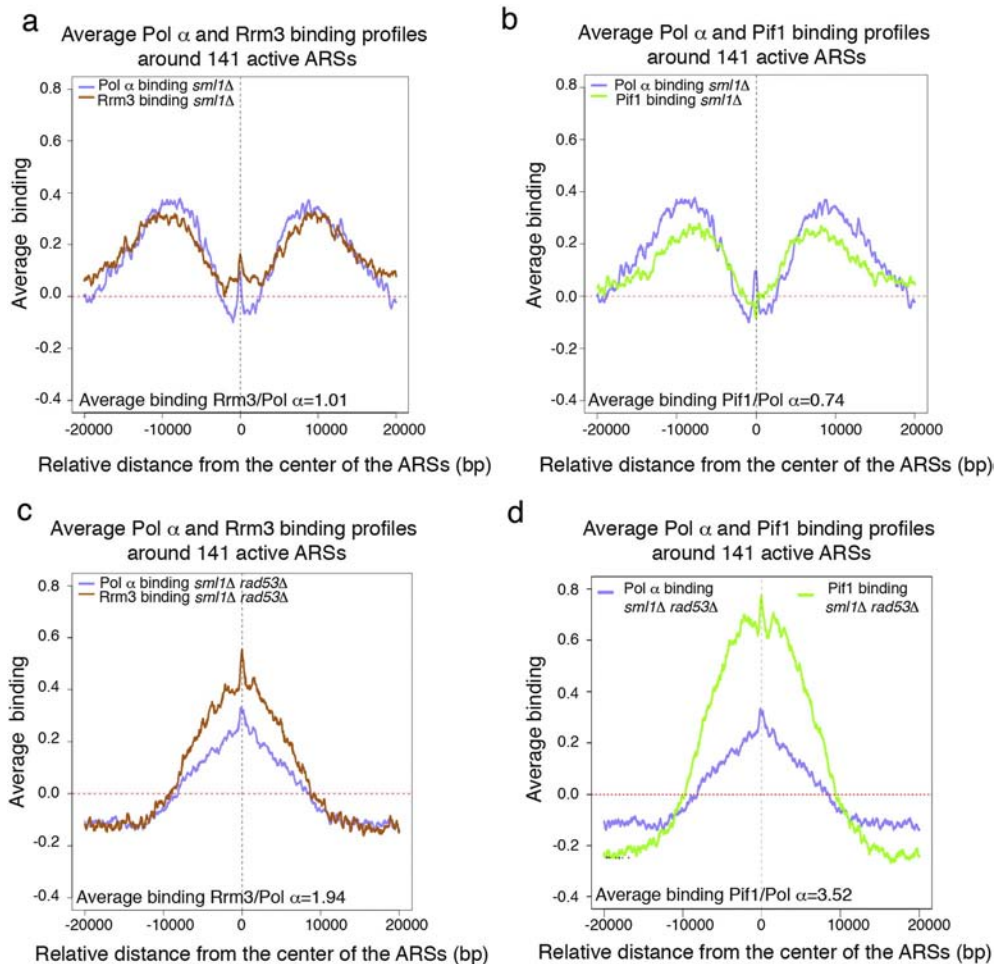 a
Average Pol α and Rrm3 binding profiles
around 141 active ARSs
Pol α binding sml1Δ
Rrm3 binding sml1Δ
0.8
0.6
0.4
0.2
0.0
-0.2
-0.4
Average binding
Average binding Rrm3/Pol α=1.01
-20000 -10000 0 10000 20000
Relative distance from the center of the ARSs (bp)
b
Average Pol α and Pif1 binding profiles
around 141 active ARSs
Pol α binding sml1Δ
Pif1 binding sml1Δ
0.8
0.6
0.4
0.2
0.0
-0.2
-0.4
Average binding
Average binding Pif1/Pol α=0.74
-20000 -10000 0 10000 20000
Relative distance from the center of the ARSs (bp)
c
Average Pol α and Rrm3 binding profiles
around 141 active ARSs
Pol α binding sml1Δ rad53Δ
Rrm3 binding sml1Δ rad53Δ
0.8
0.6
0.4
0.2
0.0
-0.2
-0.4
Average binding
Average binding Rrm3/Pol α=1.94
-20000 -10000 0 10000 20000
Relative distance from the center of the ARSs (bp)
d
Average Pol α and Pif1 binding profiles
around 141 active ARSs
Pol α binding
sml1Δ rad53Δ
Pif1 binding
sml1Δ rad53Δ
0.8
0.6
0.4
0.2
0.0
-0.2
-0.4
Average binding
Average binding Pif1/Pol α=3.52
-20000 -10000 0 10000 20000
Relative distance from the center of the ARSs (bp)